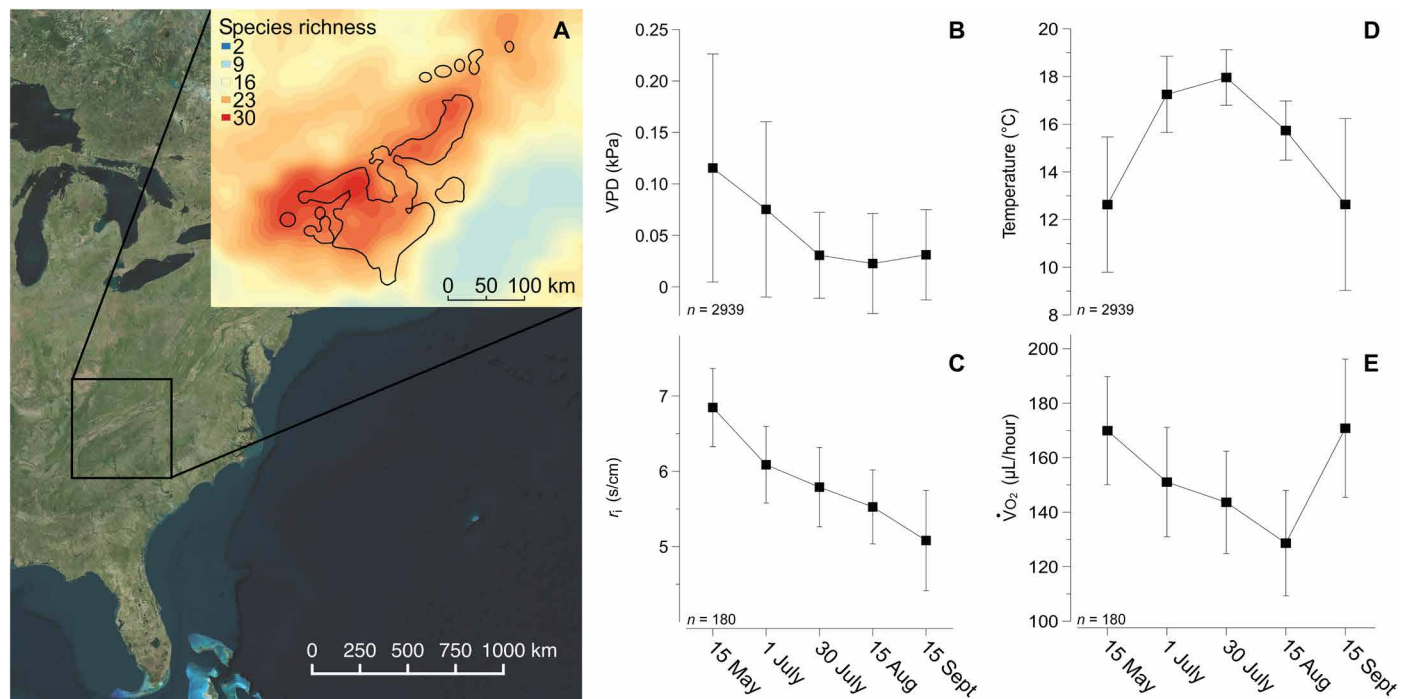 Species richness
A
2
9
16
23
30
0 50 100 km
0 250 500 750 1000 km
B
VPD (kPa)
0.25
0.20
0.15
0.10
0.05
0
n = 2939
C
rᵢ (s/cm)
7
6
5
n = 180
15 May
1 July
30 July
15 Aug
15 Sept
D
Temperature (°C)
20
18
16
14
12
10
8
n = 2939
E
V̇O₂ (µL/hour)
200
180
160
140
120
100
n = 180
15 May
1 July
30 July
15 Aug
15 Sept